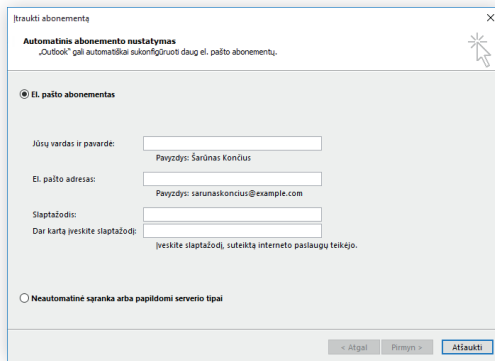 Įtraukti abonementą
Automatinis abonemento nustatymas
„Outlook“ gali automatiškai sukonfigūruoti daug el. pašto abonementų.
El. pašto abonementas
Jūsų vardas ir pavardė:
Pavyzdys: Šarūnas Končius
El. pašto adresas:
Pavyzdys: sarunaskoncius@example.com
Slaptažodis:
Dar kartą įveskite slaptažodį:
Įveskite slaptažodį, suteiktą interneto paslaugų teikėjo.
Neautomatinė sąranka arba papildomi serverio tipai
< Atgal Pirmyn > Atšaukti